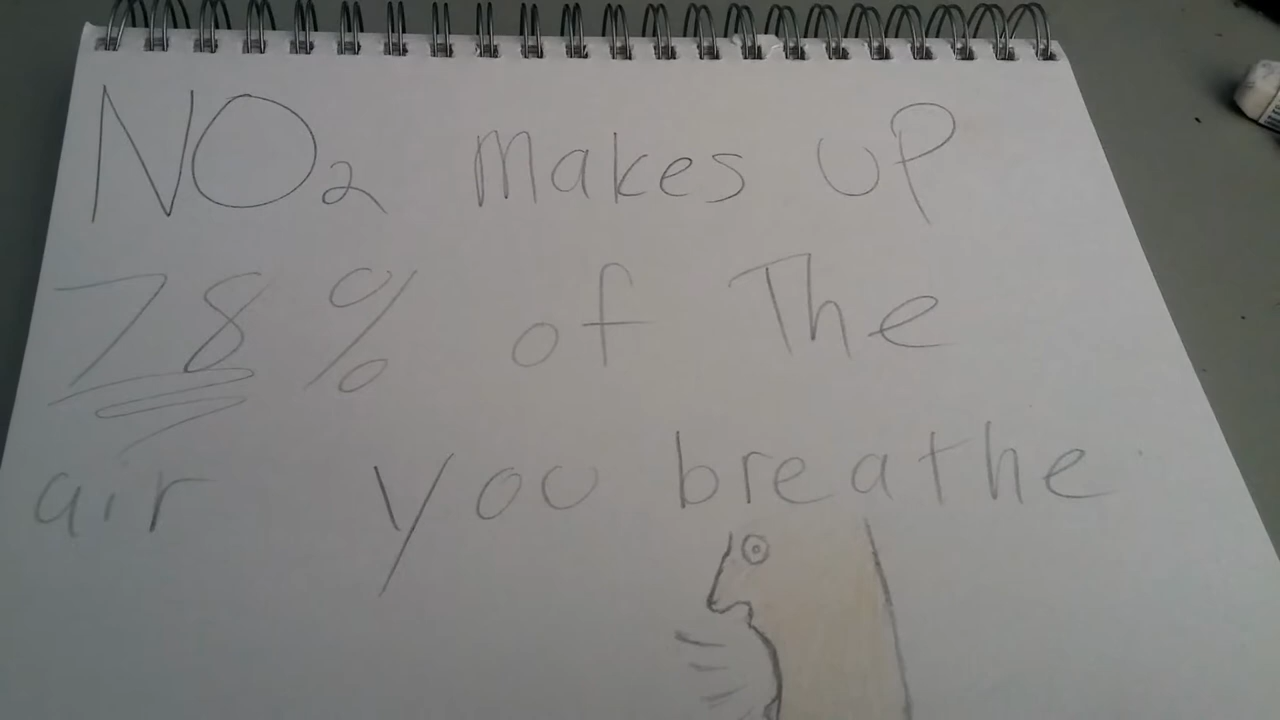 NO₂ makes UP
78% of The
air you breathe